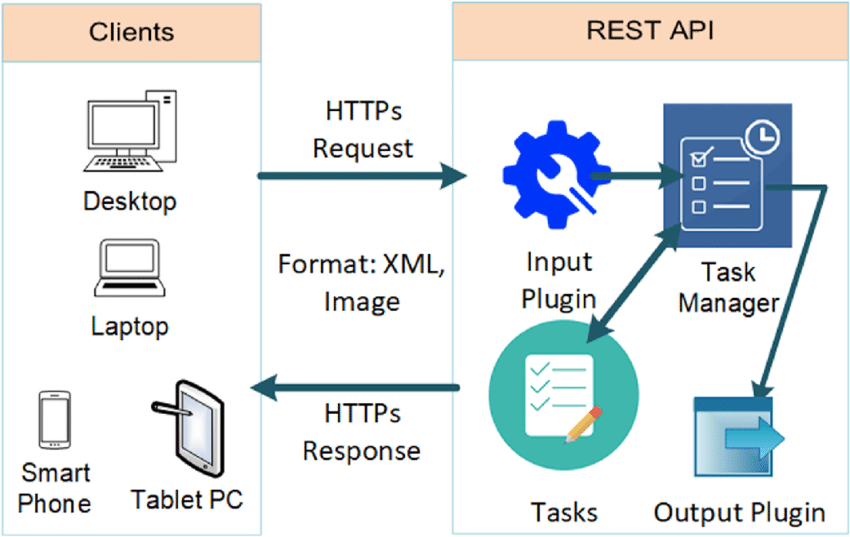 Clients
Desktop
Laptop
Smart
Phone
Tablet PC
HTTPs
Request
Format: XML,
Image
HTTPs
Response
REST API
Input
Plugin
Task
Manager
Tasks
Output Plugin